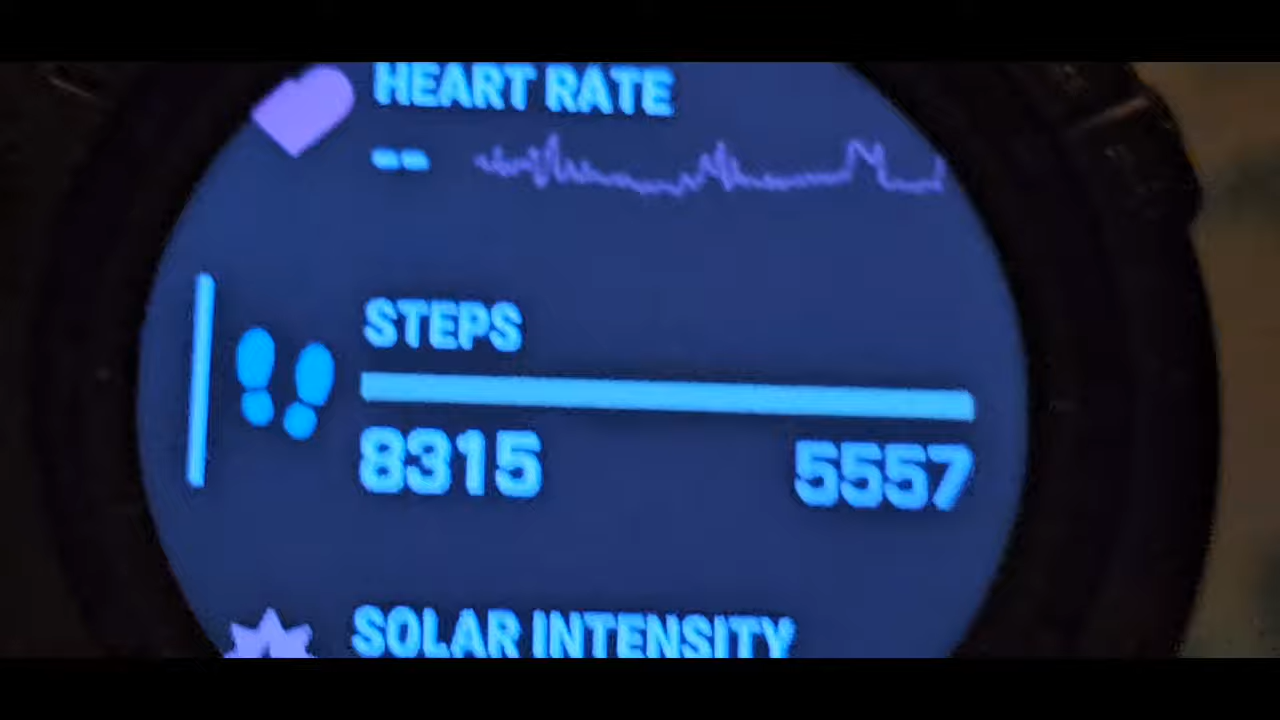 HEART RATE
--
STEPS
8315 5557
SOLAR INTENSITY